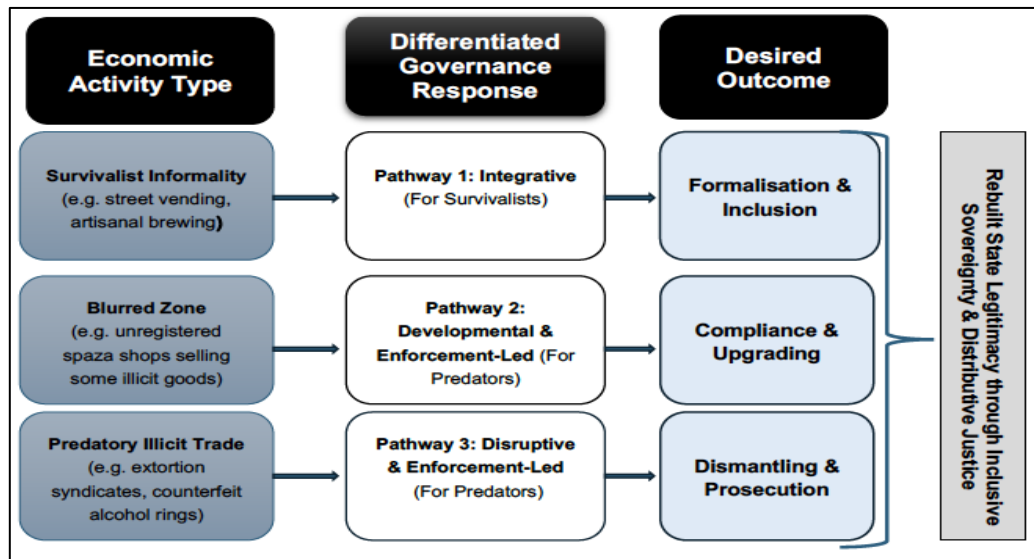 Economic
Activity Type
Differentiated
Governance
Response
Desired
Outcome
Survivalist Informality
(e.g. street vending,
artisanal brewing)
Pathway 1: Integrative
(For Survivalists)
Formalisation &
Inclusion
Blurred Zone
(e.g. unregistered
spaza shops selling
some illicit goods)
Pathway 2:
Developmental &
Enforcement-Led (For
Predators)
Compliance &
Upgrading
Predatory Illicit Trade
(e.g. extortion
syndicates, counterfeit
alcohol rings)
Pathway 3: Disruptive
& Enforcement-Led
(For Predators)
Dismantling &
Prosecution
Rebuilt State Legitimacy through Inclusive
Sovereignty & Distributive Justice